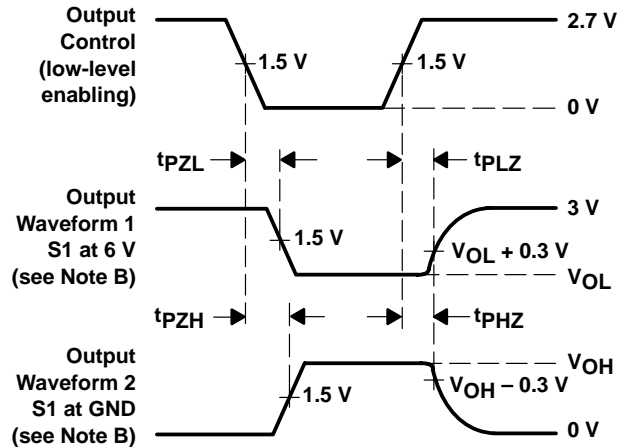 Output
Control
(low-level
enabling)
2.7 V
1.5 V
1.5 V
0 V
tPZL
tPLZ
Output
Waveform 1
S1 at 6 V
(see Note B)
3 V
1.5 V
VOL + 0.3 V
VOL
tPZH
tPHZ
Output
Waveform 2
S1 at GND
(see Note B)
VOH
1.5 V
VOH – 0.3 V
0 V